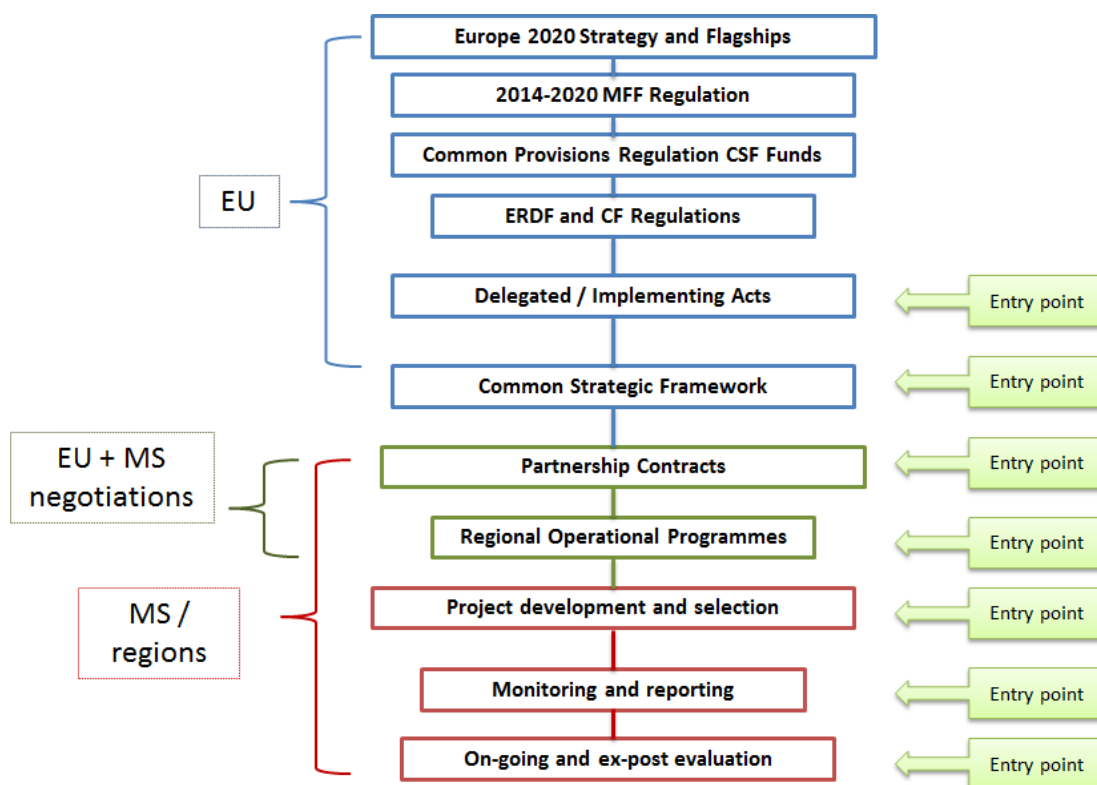 Europe 2020 Strategy and Flagships
2014-2020 MFF Regulation
Common Provisions Regulation CSF Funds
EU
ERDF and CF Regulations
Delegated / Implementing Acts
Entry point
Common Strategic Framework
Entry point
EU + MS
negotiations
Partnership Contracts
Entry point
Regional Operational Programmes
Entry point
MS /
regions
Project development and selection
Entry point
Monitoring and reporting
Entry point
On-going and ex-post evaluation
Entry point